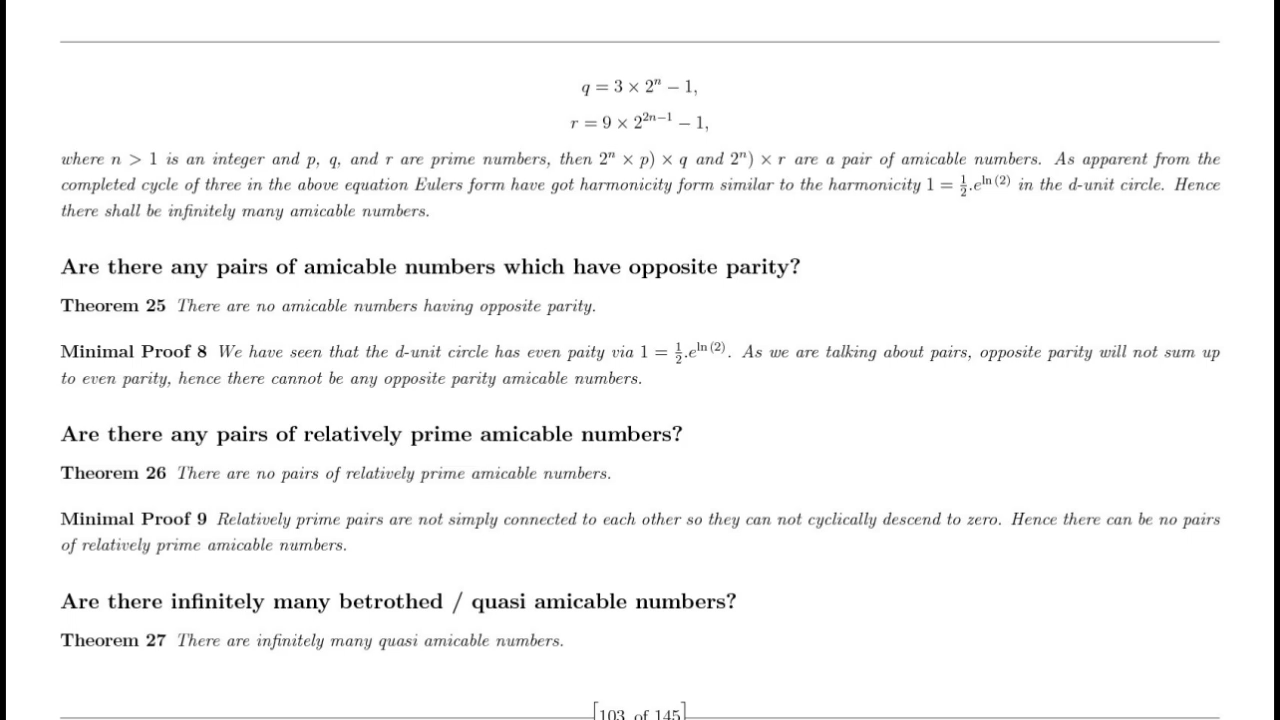 q = 3 × 2ⁿ − 1,
r = 9 × 2²ⁿ⁻¹ − 1,
where n > 1 is an integer and p, q, and r are prime numbers, then 2ⁿ × p) × q and 2ⁿ) × r are a pair of amicable numbers. As apparent from the
completed cycle of three in the above equation Eulers form have got harmonicity form similar to the harmonicity 1 = 1/2.e^ln (2) in the d-unit circle. Hence
there shall be infinitely many amicable numbers.
Are there any pairs of amicable numbers which have opposite parity?
Theorem 25 There are no amicable numbers having opposite parity.
Minimal Proof 8 We have seen that the d-unit circle has even paity via 1 = 1/2.e^ln (2). As we are talking about pairs, opposite parity will not sum up
to even parity, hence there cannot be any opposite parity amicable numbers.
Are there any pairs of relatively prime amicable numbers?
Theorem 26 There are no pairs of relatively prime amicable numbers.
Minimal Proof 9 Relatively prime pairs are not simply connected to each other so they can not cyclically descend to zero. Hence there can be no pairs
of relatively prime amicable numbers.
Are there infinitely many betrothed / quasi amicable numbers?
Theorem 27 There are infinitely many quasi amicable numbers.
[103 of 145]